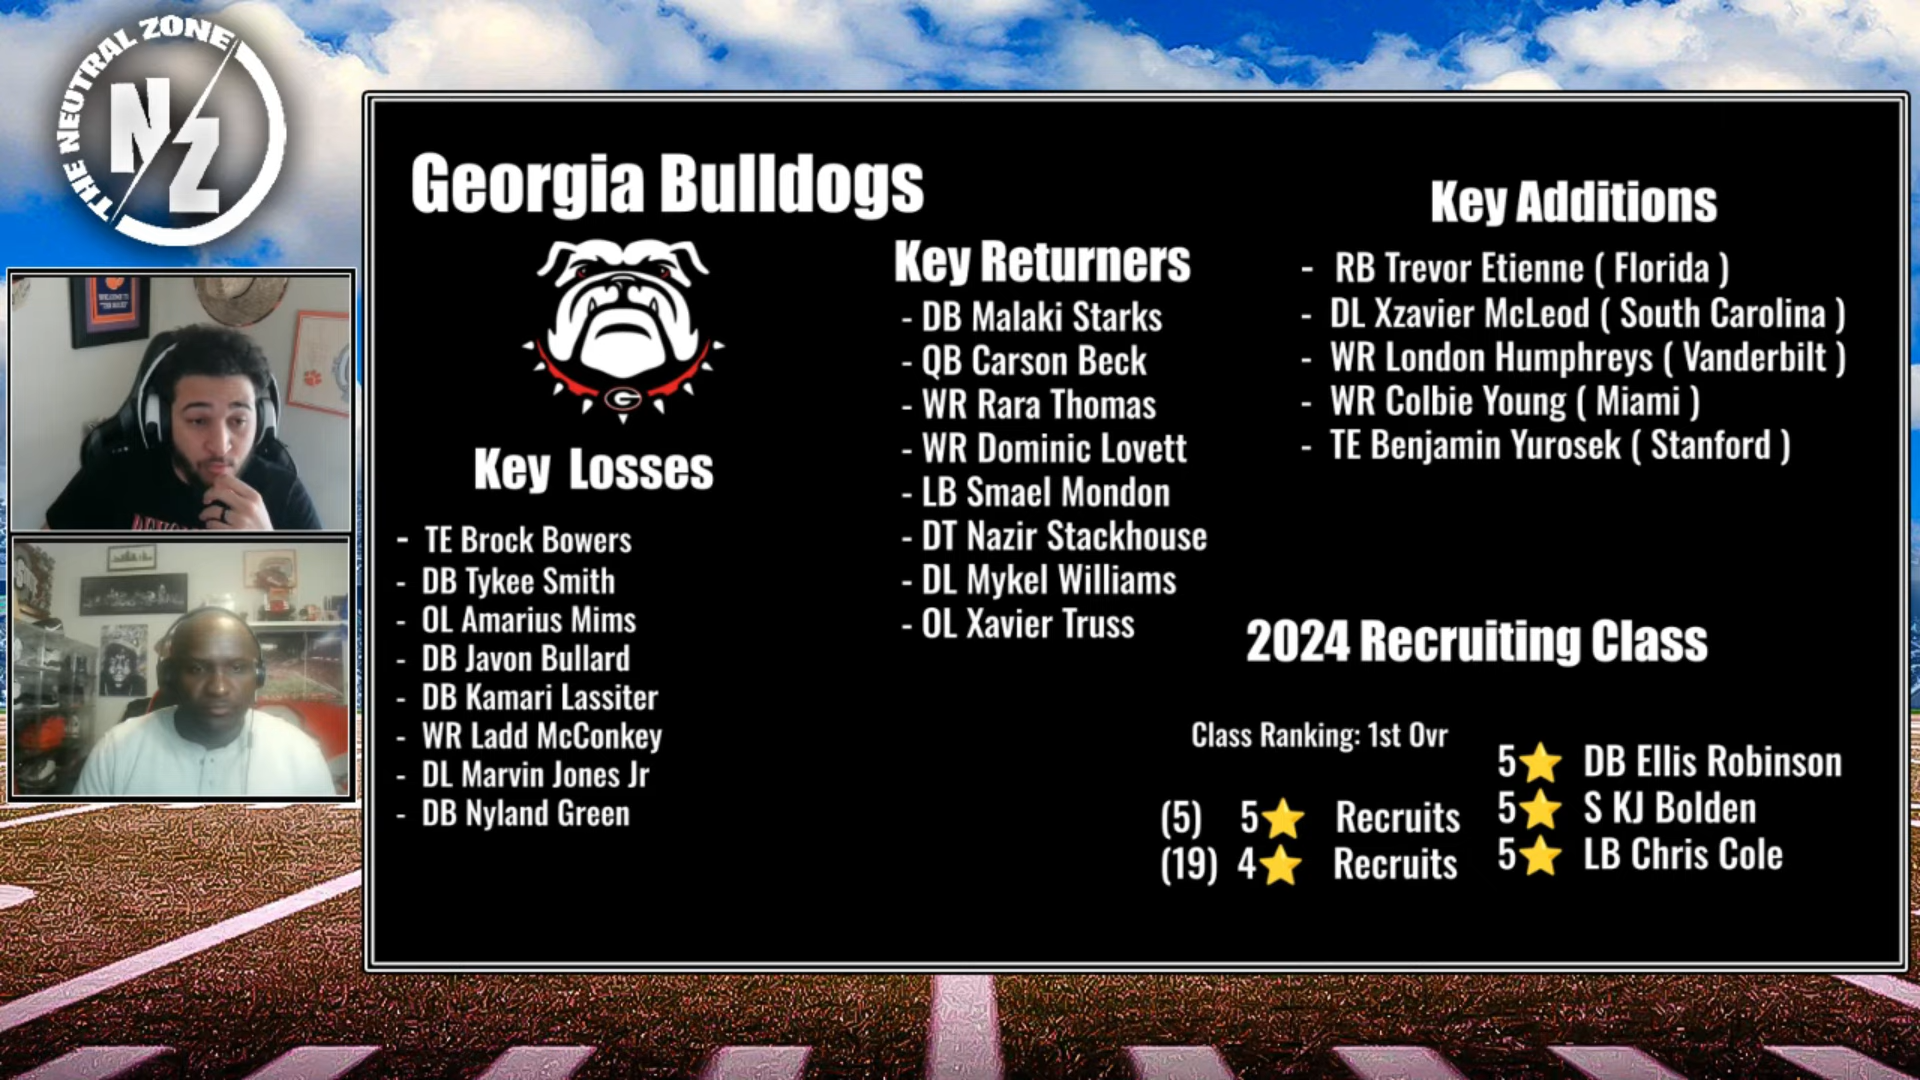 THE NEUTRAL ZONE
NZ
Georgia Bulldogs
G
Key Losses
- TE Brock Bowers
- DB Tykee Smith
- OL Amarius Mims
- DB Javon Bullard
- DB Kamari Lassiter
- WR Ladd McConkey
- DL Marvin Jones Jr
- DB Nyland Green
Key Returners
- DB Malaki Starks
- QB Carson Beck
- WR Rara Thomas
- WR Dominic Lovett
- LB Smael Mondon
- DT Nazir Stackhouse
- DL Mykel Williams
- OL Xavier Truss
Key Additions
- RB Trevor Etienne ( Florida )
- DL Xzavier McLeod ( South Carolina )
- WR London Humphreys ( Vanderbilt )
- WR Colbie Young ( Miami )
- TE Benjamin Yurosek ( Stanford )
2024 Recruiting Class
Class Ranking: 1st Ovr
(5) 5⭐ Recruits
(19) 4⭐ Recruits
5⭐ DB Ellis Robinson
5⭐ S KJ Bolden
5⭐ LB Chris Cole